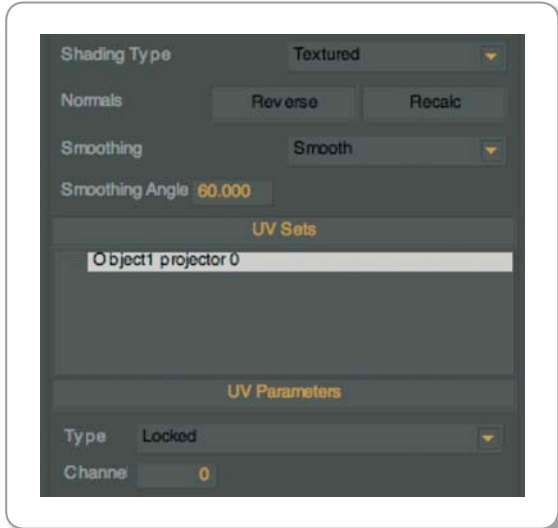 Shading Type Textured
Normals Reverse Recalc
Smoothing Smooth
Smoothing Angle 60.000
UV Sets
Object1 projector 0
UV Parameters
Type Locked
Channel 0